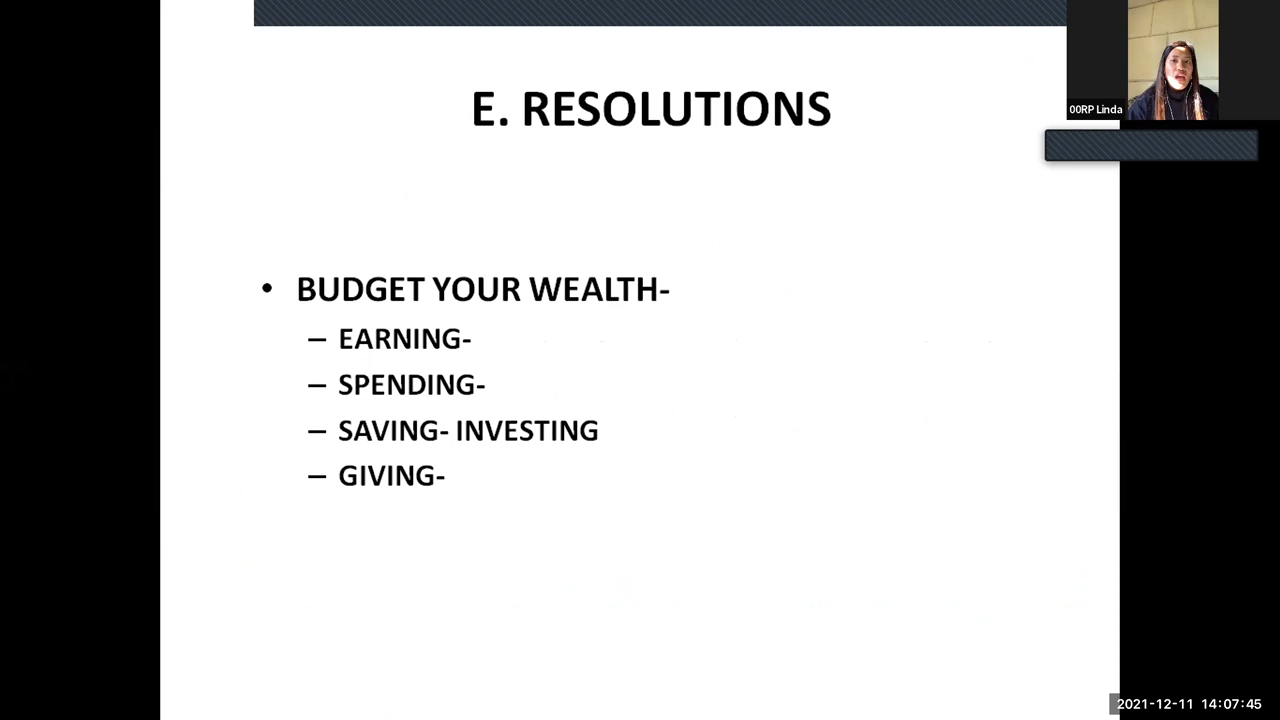 E. RESOLUTIONS
00RP Linda
• BUDGET YOUR WEALTH-
– EARNING-
– SPENDING-
– SAVING- INVESTING
– GIVING-
2021-12-11 14:07:45